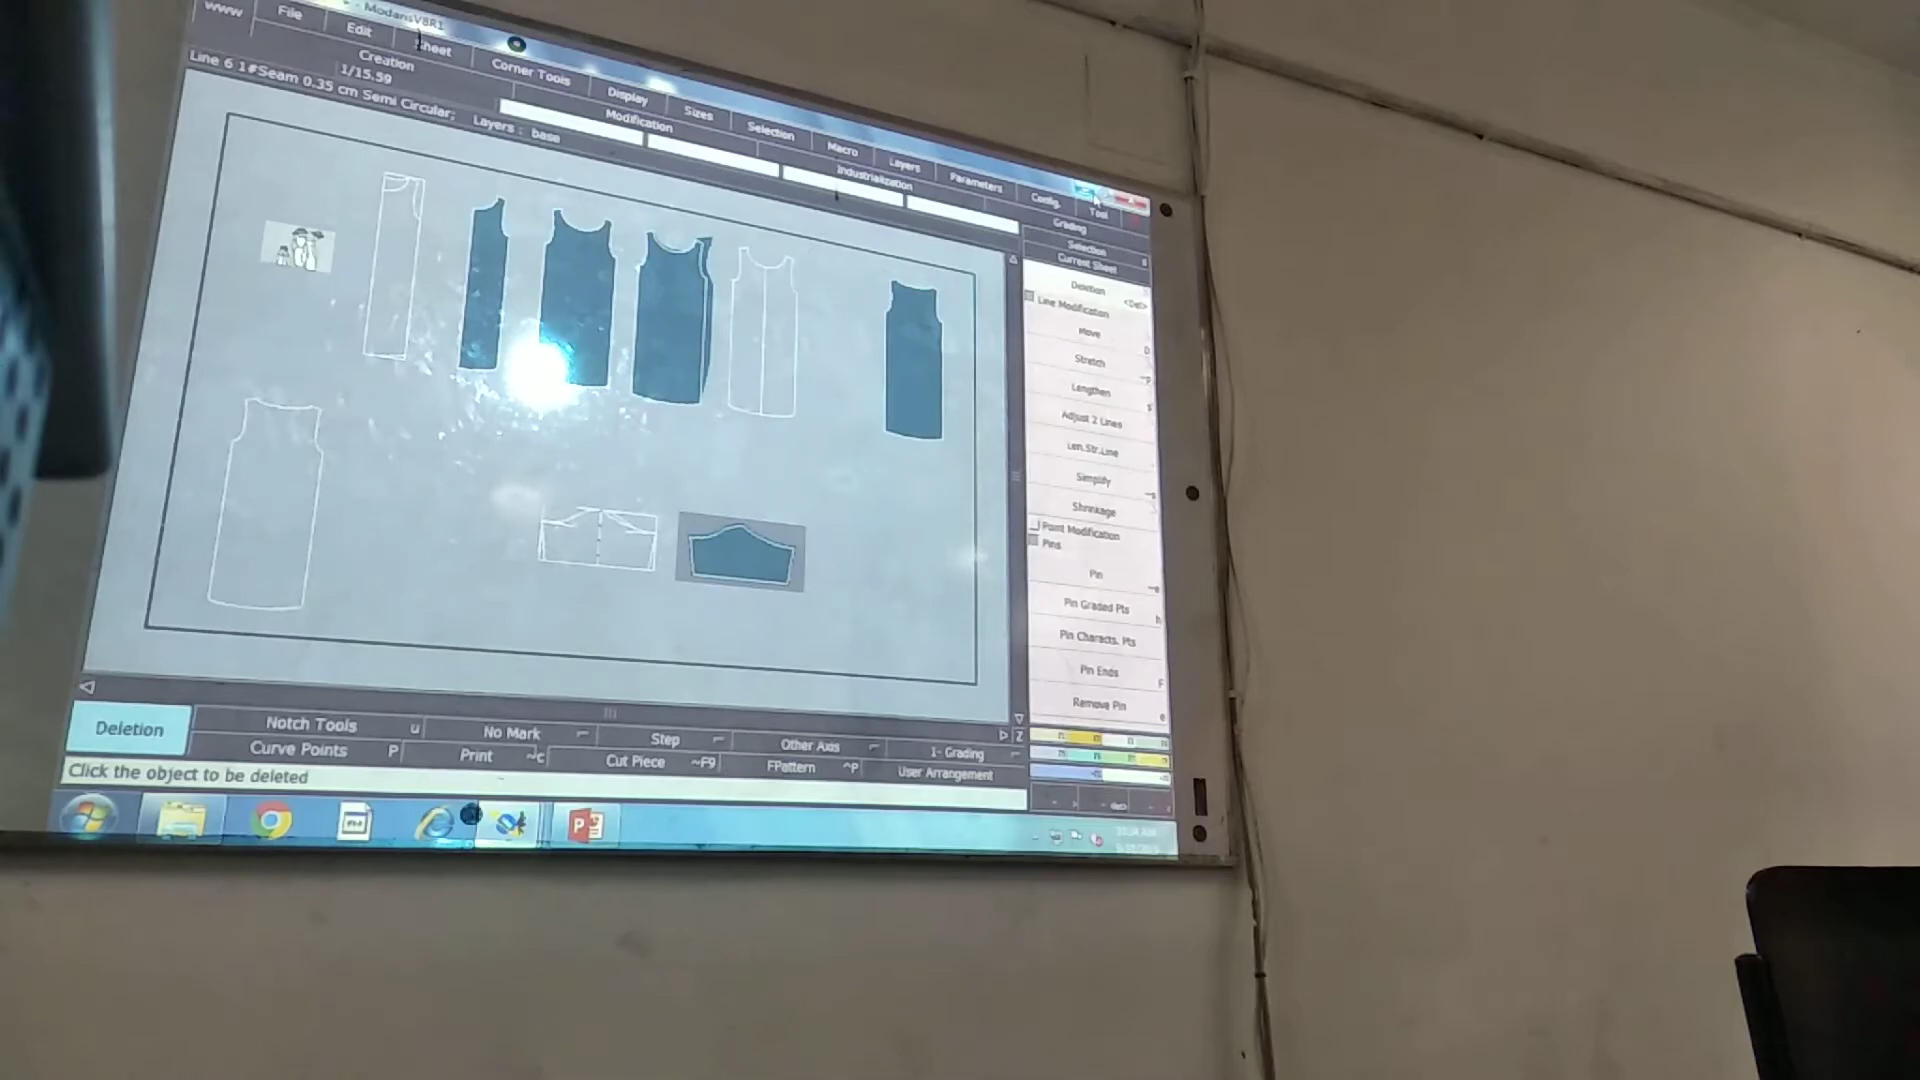 - ModarisV8R1
www File Edit Sheet Corner Tools Display Sizes Selection Macro Layers Parameters Config. Tool
Creation Modification Industrialization Grading
1/15.59
Line 6 1#Seam 0.35 cm Semi Circular; Layers : base
Selection
Current Sheet
Deletion <Del>
Line Modification
Move
Stretch
Lengthen
Adjust 2 Lines
Len.Str.Line
Simplify
Shrinkage
Point Modification
Pins
Pin
Pin Graded Pts h
Pin Characts. Pts
Pin Ends F
Remove Pin
Deletion
Notch Tools u No Mark Step Other Axis 1- Grading
Curve Points P Print ~c Cut Piece ~F9 FPattern ^P User Arrangement
Click the object to be deleted